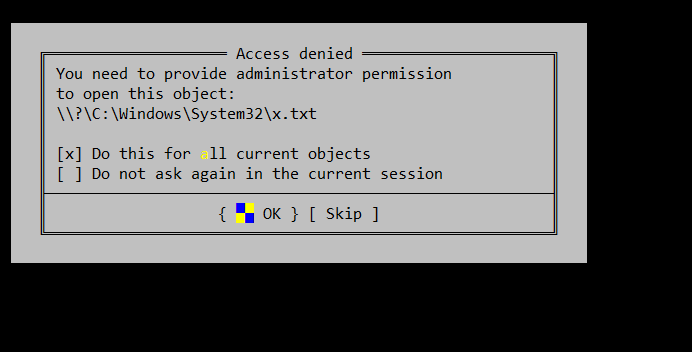 Access denied
You need to provide administrator permission
to open this object:
\\?\C:\Windows\System32\x.txt
[x] Do this for all current objects
[ ] Do not ask again in the current session
{ OK } [ Skip ]